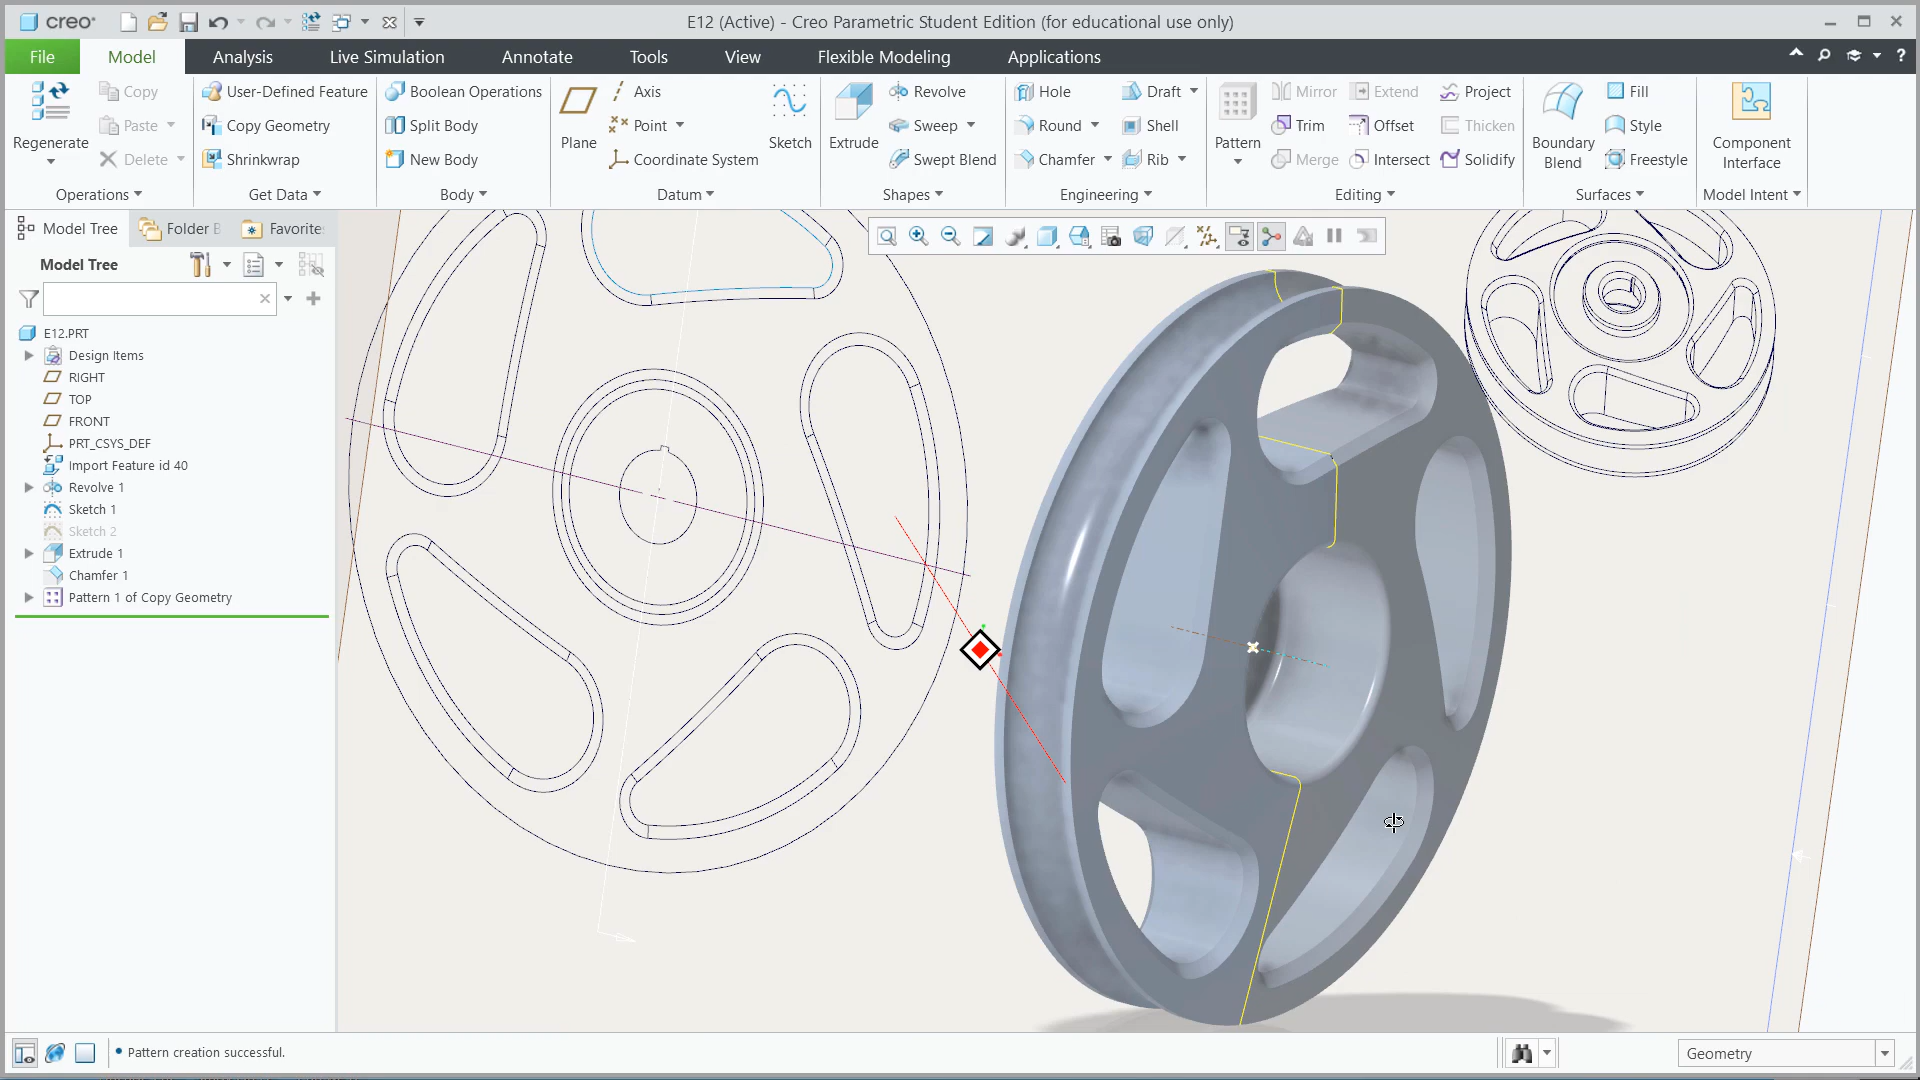 creo®
E12 (Active) - Creo Parametric Student Edition (for educational use only)
File Model Analysis Live Simulation Annotate Tools View Flexible Modeling Applications
Regenerate
Copy
Paste
Delete
Operations
User-Defined Feature
Copy Geometry
Shrinkwrap
Get Data
Boolean Operations
Split Body
New Body
Body
Plane
Axis
Point
Coordinate System
Sketch
Datum
Extrude
Revolve
Sweep
Swept Blend
Shapes
Hole
Round
Chamfer
Draft
Shell
Rib
Engineering
Pattern
Mirror
Trim
Merge
Extend
Offset
Intersect
Project
Thicken
Solidify
Editing
Boundary
Blend
Fill
Style
Freestyle
Surfaces
Component
Interface
Model Intent
Model Tree
Folder B
Favorite
Model Tree
E12.PRT
Design Items
RIGHT
TOP
FRONT
PRT_CSYS_DEF
Import Feature id 40
Revolve 1
Sketch 1
Sketch 2
Extrude 1
Chamfer 1
Pattern 1 of Copy Geometry
• Pattern creation successful.
Geometry